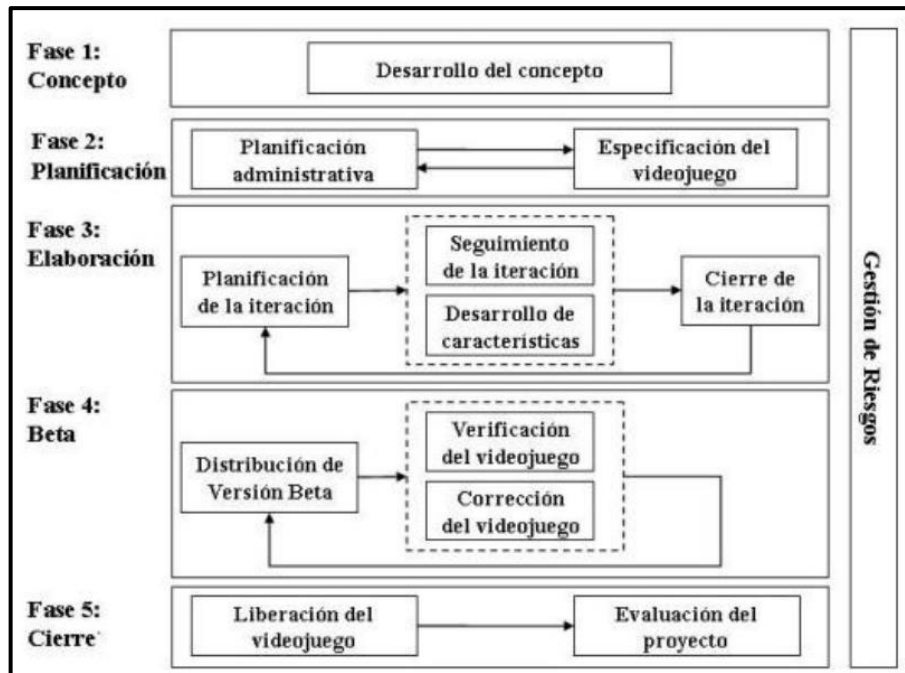 Fase 1:
Concepto
Desarrollo del concepto
Fase 2:
Planificación
Planificación
administrativa
Especificación del
videojuego
Fase 3:
Elaboración
Planificación
de la iteración
Seguimiento
de la iteración
Desarrollo de
características
Cierre de
la iteración
Fase 4:
Beta
Distribución de
Versión Beta
Verificación
del videojuego
Corrección
del videojuego
Fase 5:
Cierre
Liberación del
videojuego
Evaluación del
proyecto
Gestión de Riesgos